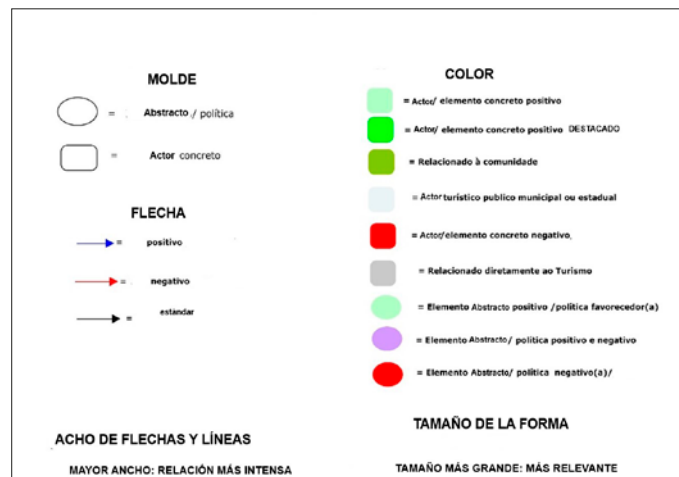 MOLDE
= Abstracto / política
= Actor concreto
FLECHA
= positivo
= negativo
= estándar
ACHO DE FLECHAS Y LÍNEAS
MAYOR ANCHO: RELACIÓN MÁS INTENSA
COLOR
= Actor/ elemento concreto positivo
= Actor/ elemento concreto positivo DESTACADO
= Relacionado à comunidade
= Actor turístico publico municipal ou estadual
= Actor/elemento concreto negativo.
= Relacionado diretamente ao Turismo
= Elemento Abstracto positivo /política favorecedor(a)
= Elemento Abstracto/ política positivo e negativo
= Elemento Abstracto/ política negativo(a)/
TAMAÑO DE LA FORMA
TAMAÑO MÁS GRANDE: MÁS RELEVANTE